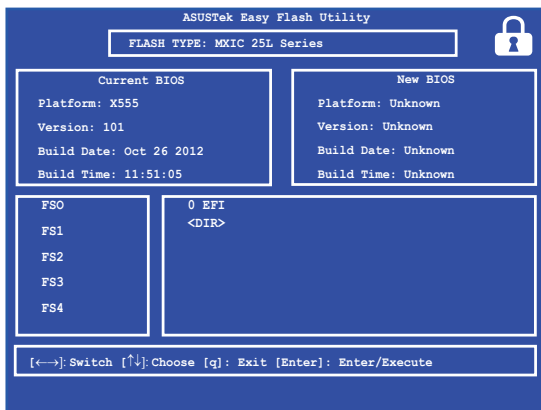 ASUSTek Easy Flash Utility
FLASH TYPE: MXIC 25L Series
Current BIOS
Platform: X555
Version: 101
Build Date: Oct 26 2012
Build Time: 11:51:05
New BIOS
Platform: Unknown
Version: Unknown
Build Date: Unknown
Build Time: Unknown
FSO
FS1
FS2
FS3
FS4
0 EFI
<DIR>
[←→]: Switch [↑↓]: Choose [q]: Exit [Enter]: Enter/Execute